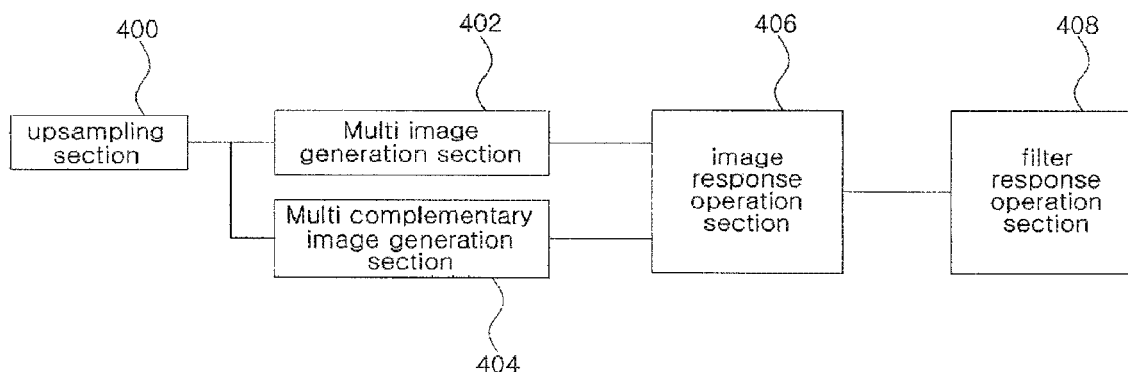 400
402
406
408
upsampling
section
Multi image
generation section
Multi complementary
image generation
section
image
response
operation
section
filter
response
operation
section
404